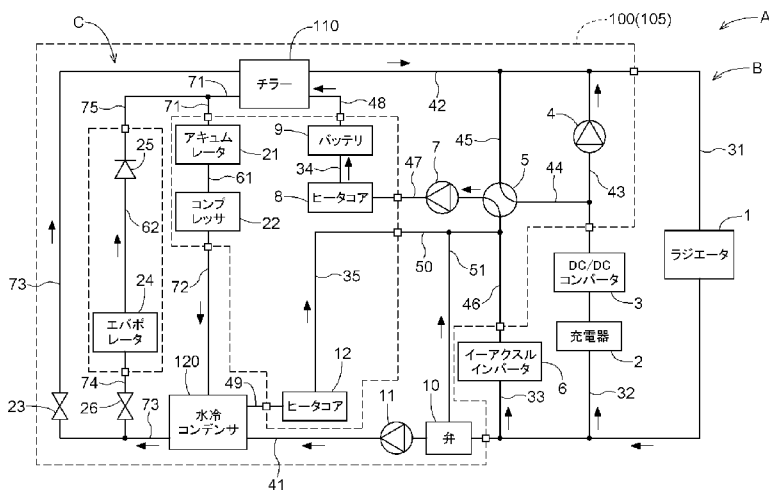 110
100(105)
A
C
B
71
チラー
42
75
71
48
4
9
バッテリ
アキュム
レータ
21
25
45
7
5
44
31
34
47
61
8
ヒータコア
43
コンプ
レッサ
22
62
1
50
51
ラジエータ
DC/DC
コンバータ
3
73
72
35
46
24
エバポ
レータ
充電器
2
イーアクスル
インバータ
6
12
10
74
120
49
ヒータコア
11
33
32
23
26
73
水冷
コンデンサ
弁
41